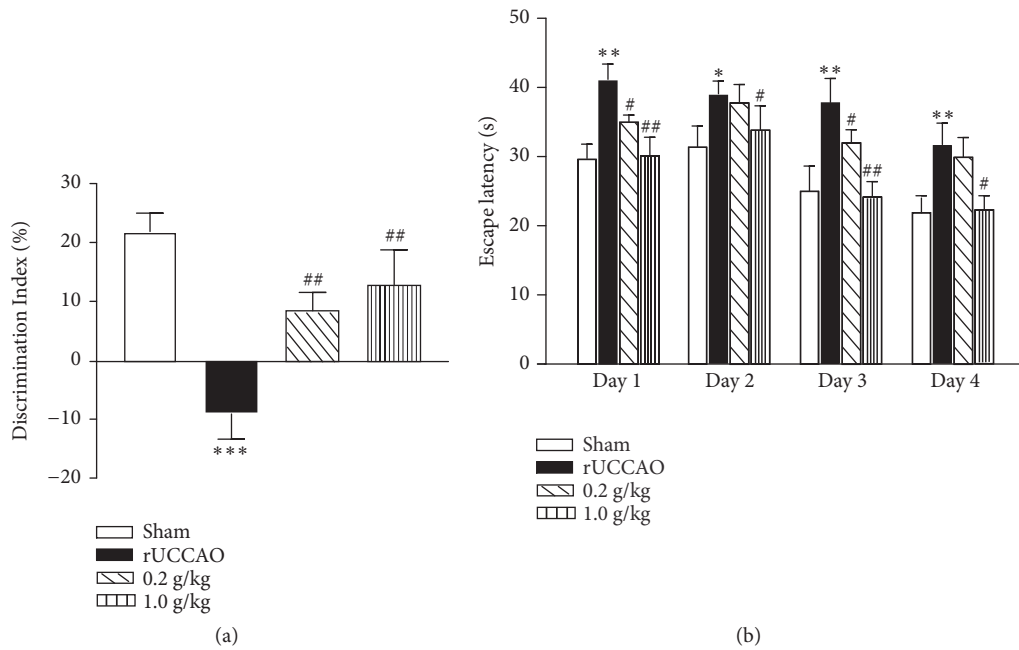 30
20
10
0
−10
−20
Discrimination Index (%)
***
##
##
Sham
rUCCAO
0.2 g/kg
1.0 g/kg
(a)
50
40
30
20
10
0
Escape latency (s)
**
#
##
*
#
**
#
##
**
#
Day 1 Day 2 Day 3 Day 4
Sham
rUCCAO
0.2 g/kg
1.0 g/kg
(b)